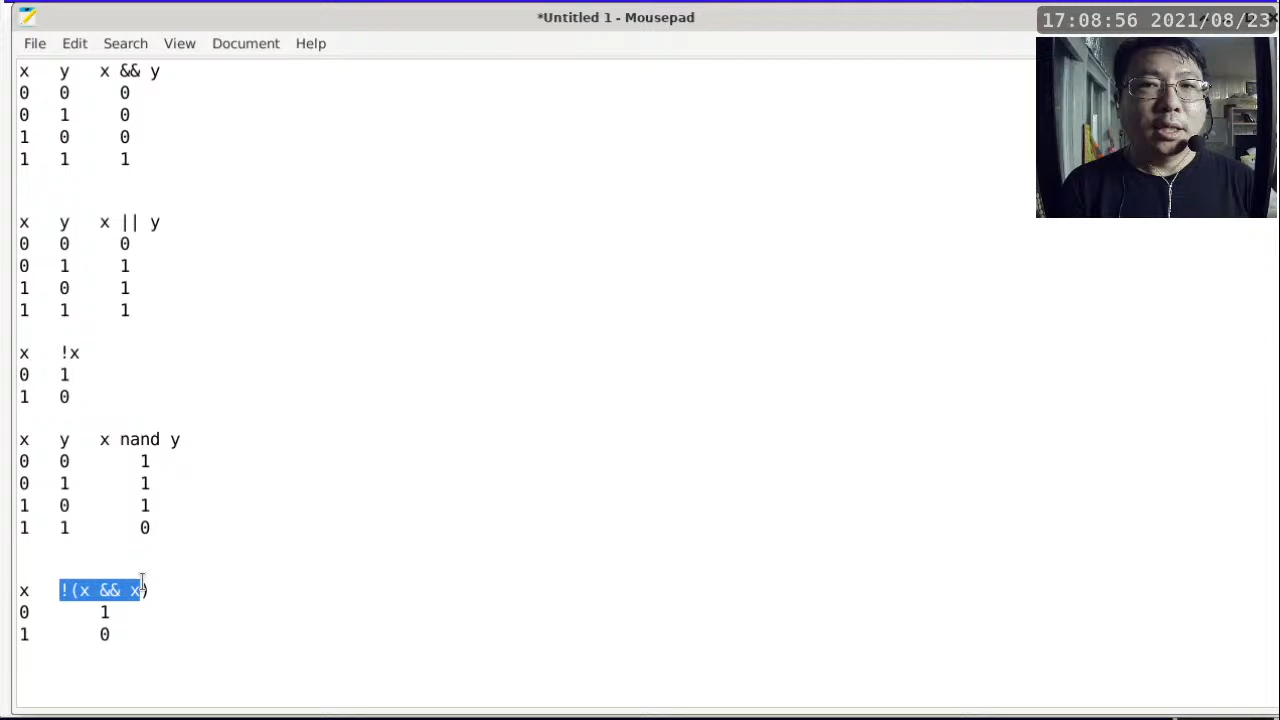 *Untitled 1 - Mousepad
17:08:56 2021/08/23
File Edit Search View Document Help
x y x && y
0 0 0
0 1 0
1 0 0
1 1 1
x y x || y
0 0 0
0 1 1
1 0 1
1 1 1
x !x
0 1
1 0
x y x nand y
0 0 1
0 1 1
1 0 1
1 1 0
x !(x && x)
0 1
1 0